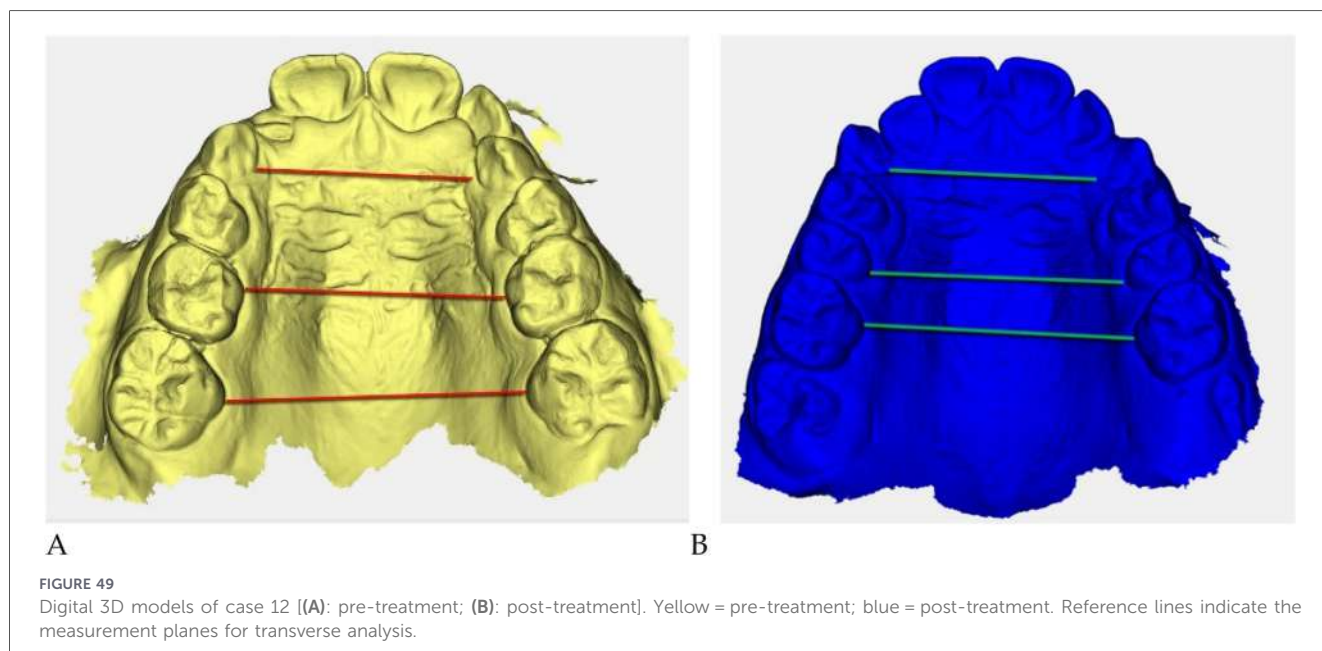 A
B
FIGURE 49
Digital 3D models of case 12 [(A): pre-treatment; (B): post-treatment]. Yellow = pre-treatment; blue = post-treatment. Reference lines indicate the
measurement planes for transverse analysis.